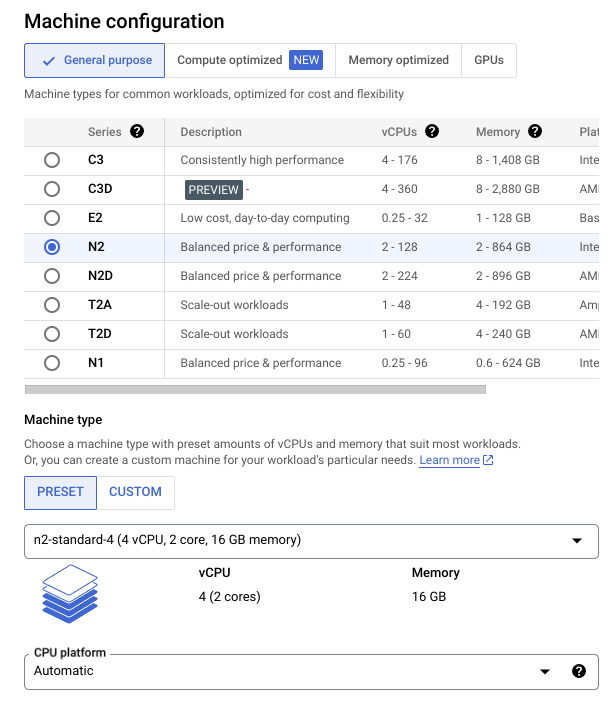 Machine configuration
General purpose Compute optimized NEW Memory optimized GPUs
Machine types for common workloads, optimized for cost and flexibility
Series ? Description vCPUs ? Memory ? Plat
C3 Consistently high performance 4 - 176 8 - 1,408 GB Inte
C3D PREVIEW - 4 - 360 8 - 2,880 GB AMI
E2 Low cost, day-to-day computing 0.25 - 32 1 - 128 GB Bas
N2 Balanced price & performance 2 - 128 2 - 864 GB Inte
N2D Balanced price & performance 2 - 224 2 - 896 GB AMI
T2A Scale-out workloads 1 - 48 4 - 192 GB Amp
T2D Scale-out workloads 1 - 60 4 - 240 GB AMI
N1 Balanced price & performance 0.25 - 96 0.6 - 624 GB Inte
Machine type
Choose a machine type with preset amounts of vCPUs and memory that suit most workloads.
Or, you can create a custom machine for your workload's particular needs. Learn more
PRESET CUSTOM
n2-standard-4 (4 vCPU, 2 core, 16 GB memory)
vCPU Memory
4 (2 cores) 16 GB
CPU platform
Automatic ?